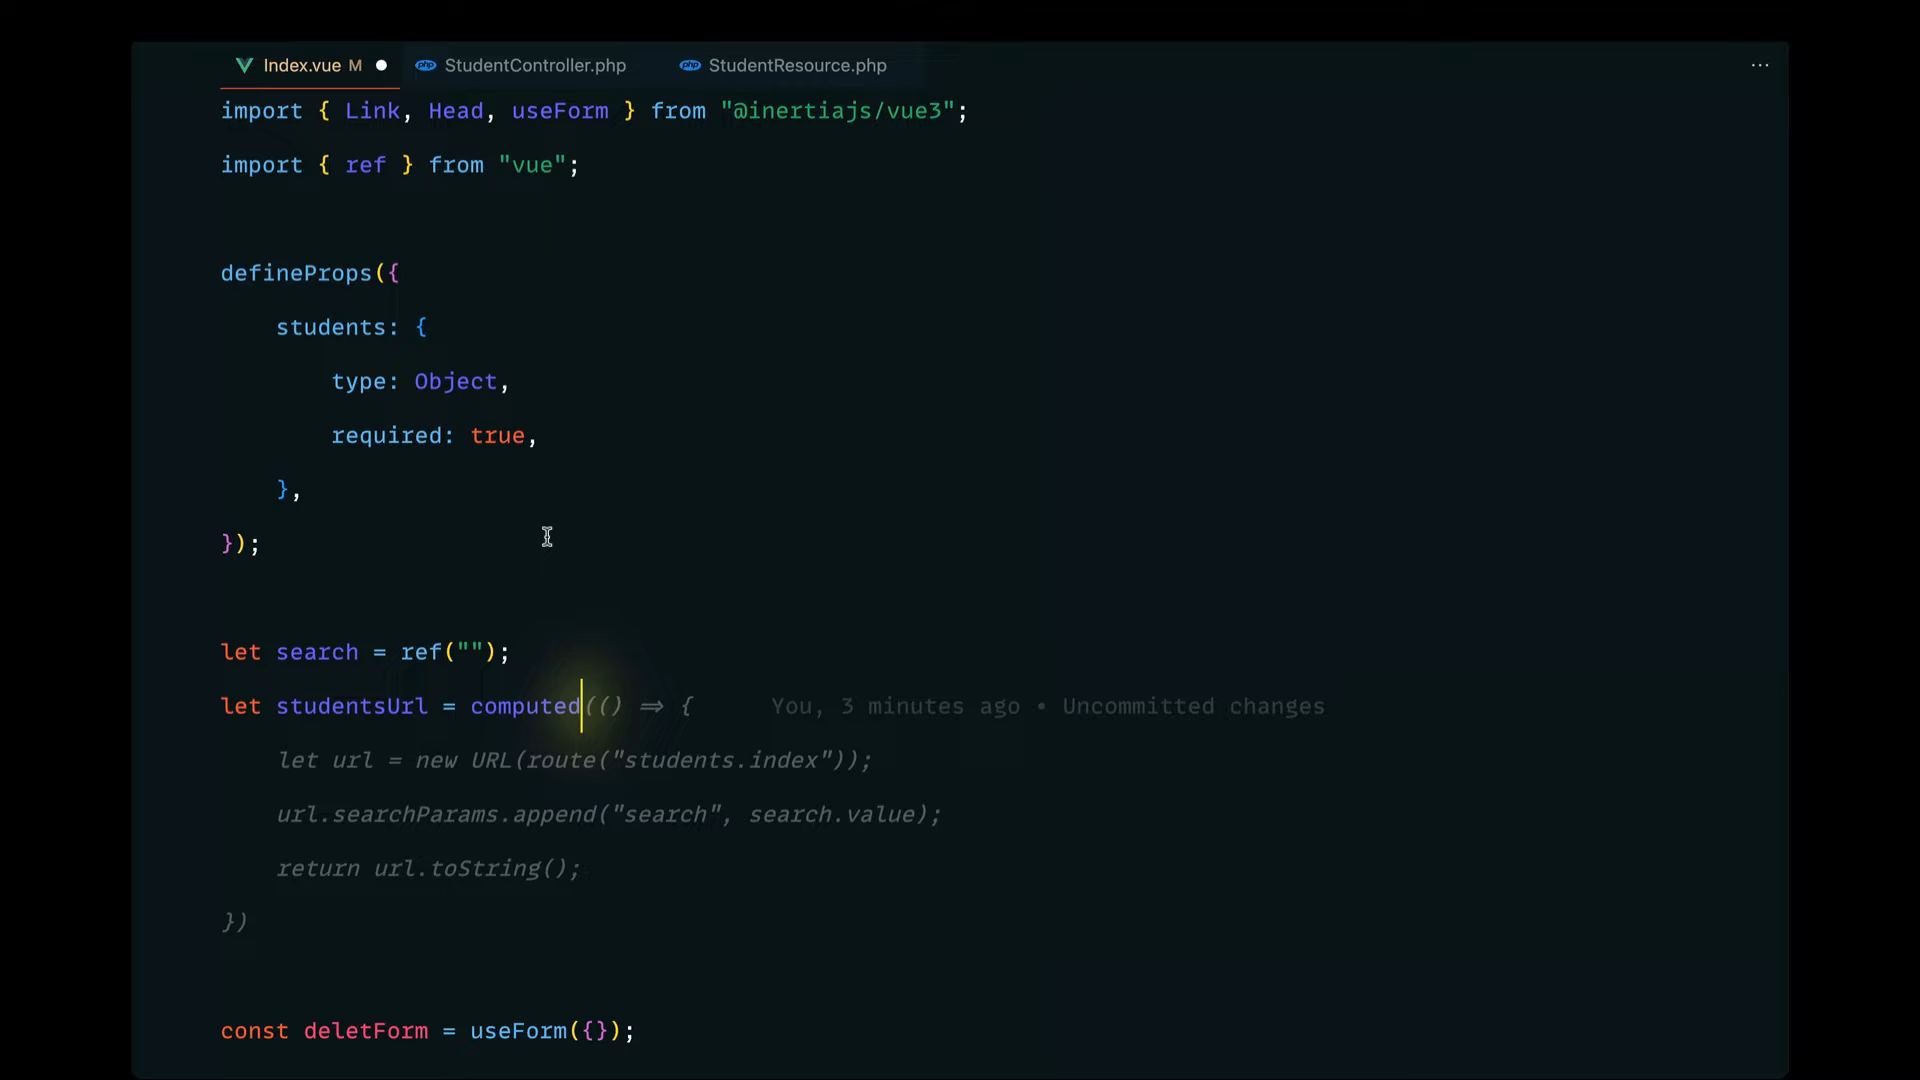 Index.vue M
StudentController.php
StudentResource.php
import { Link, Head, useForm } from "@inertiajs/vue3";
import { ref } from "vue";
defineProps({
    students: {
        type: Object,
        required: true,
    },
});
let search = ref("");
let studentsUrl = computed(() => { You, 3 minutes ago • Uncommitted changes
    let url = new URL(route("students.index"));
    url.searchParams.append("search", search.value);
    return url.toString();
})
const deletForm = useForm({});